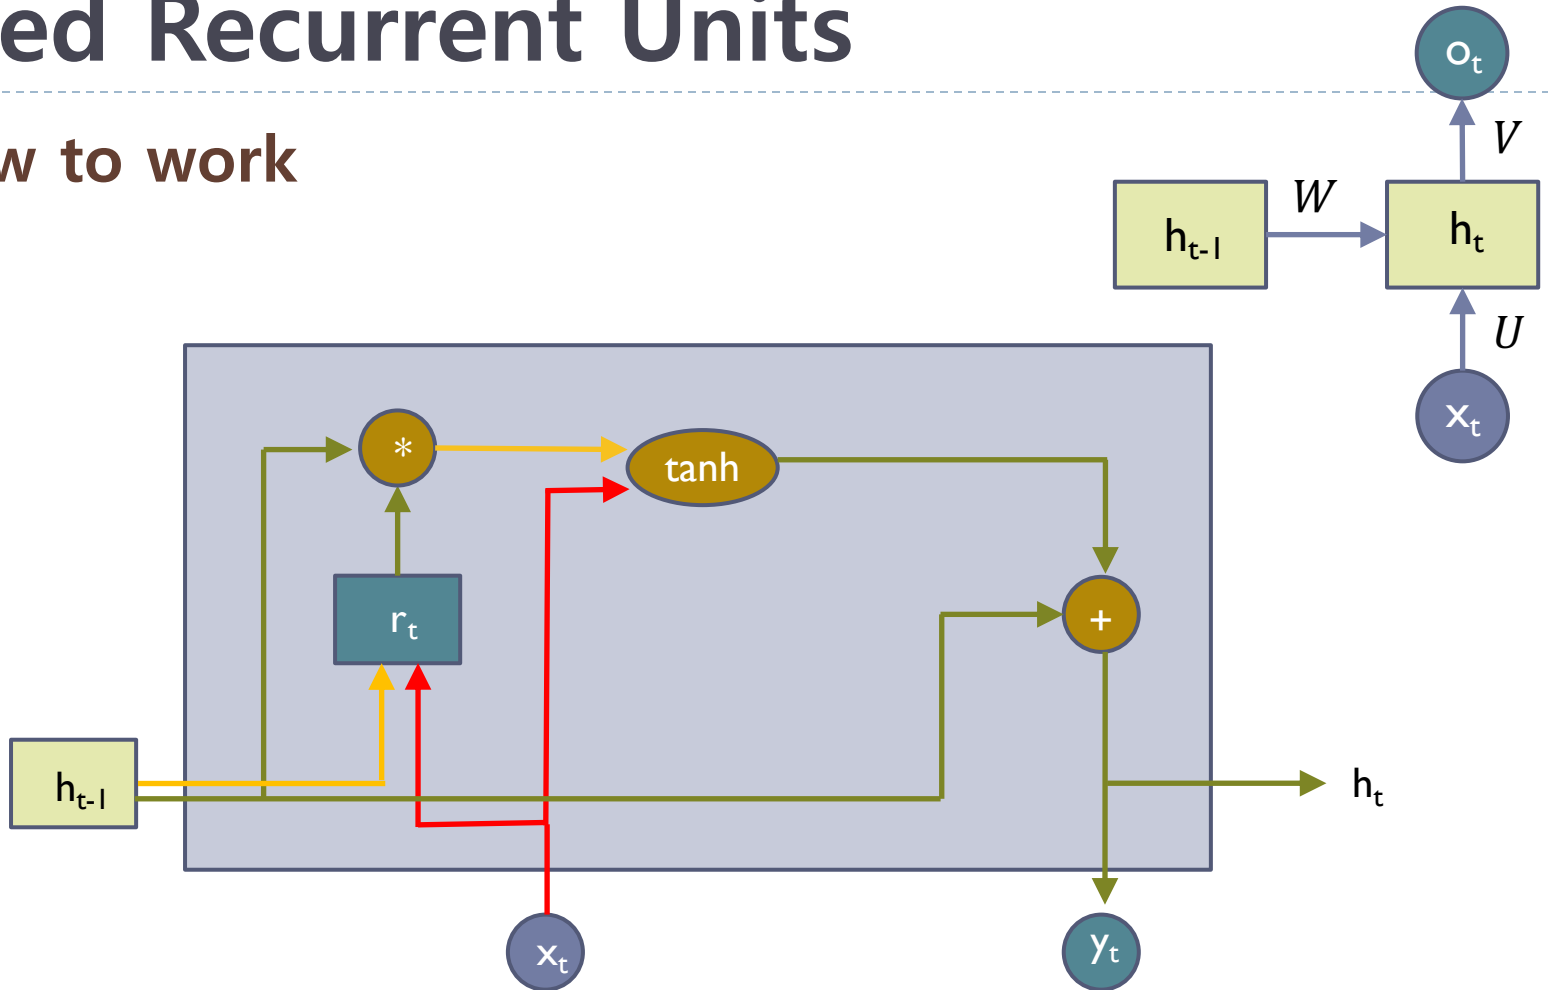 ed Recurrent Units
w to work
oₜ
V
W
hₜ₋₁
hₜ
U
xₜ
*
tanh
rₜ
+
hₜ₋₁
hₜ
xₜ
yₜ